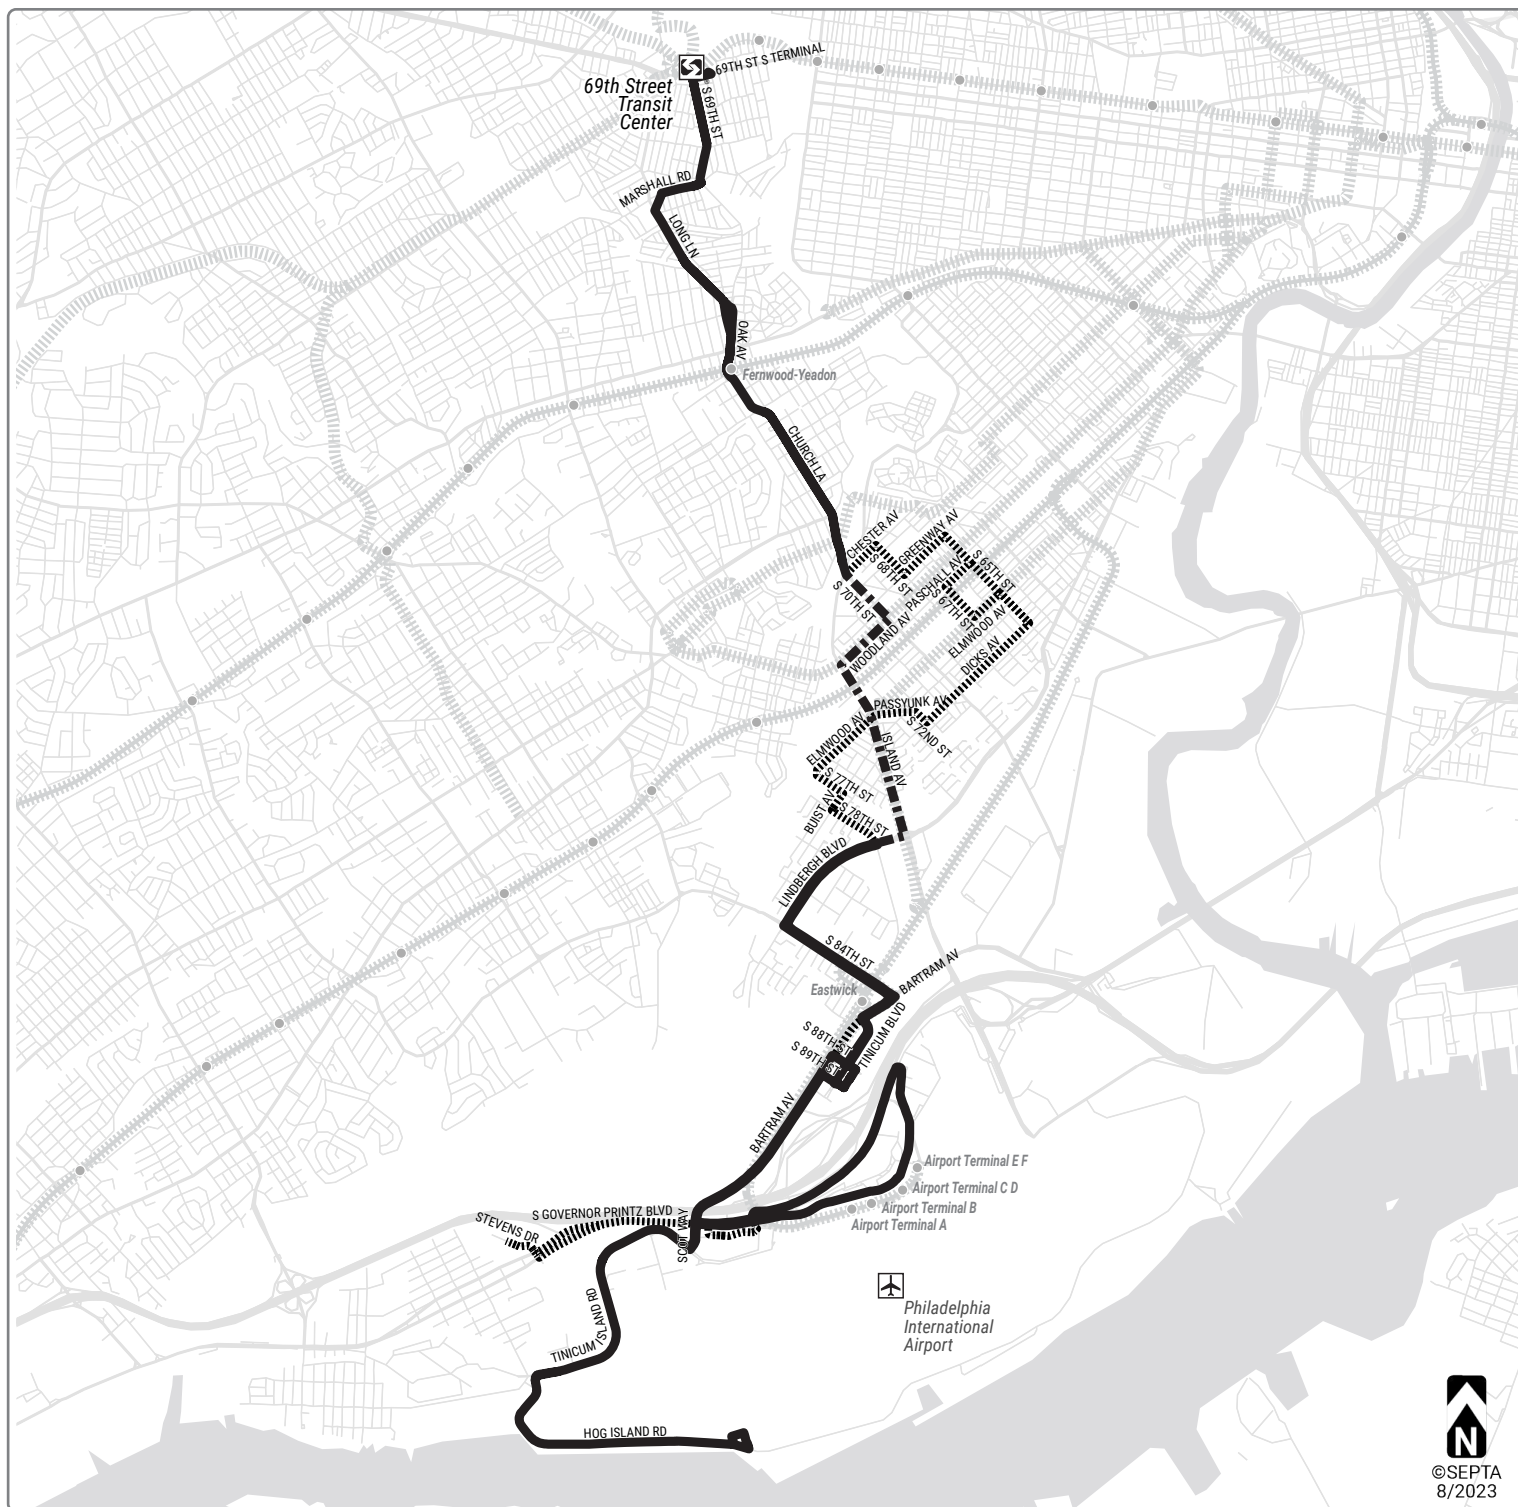 69TH ST S TERMINAL
69th Street
Transit
Center
S 69TH ST
MARSHALL RD
LONG LN
OAK AV
Fernwood-Yeadon
CHURCH LA
CHESTER AV
GREENWAY AV
S 68TH ST
S 65TH ST
PASCHALL AV
S 67TH ST
S 70TH ST
WOODLAND AV
ELMWOOD AV
DICKS AV
PASSYUNK AV
S 72ND ST
ELMWOOD AV
ISLAND AV
S 77TH ST
BUIST AV
S 78TH ST
LINDBERGH BLVD
S 84TH ST
BARTRAM AV
Eastwick
TINICUM BLVD
S 88TH ST
S 89TH ST
BARTRAM AV
Airport Terminal E F
Airport Terminal C D
Airport Terminal B
Airport Terminal A
S GOVERNOR PRINTZ BLVD
STEVENS DR
SCOT WAY
Philadelphia
International
Airport
TINICUM ISLAND RD
HOG ISLAND RD
N
©SEPTA
8/2023